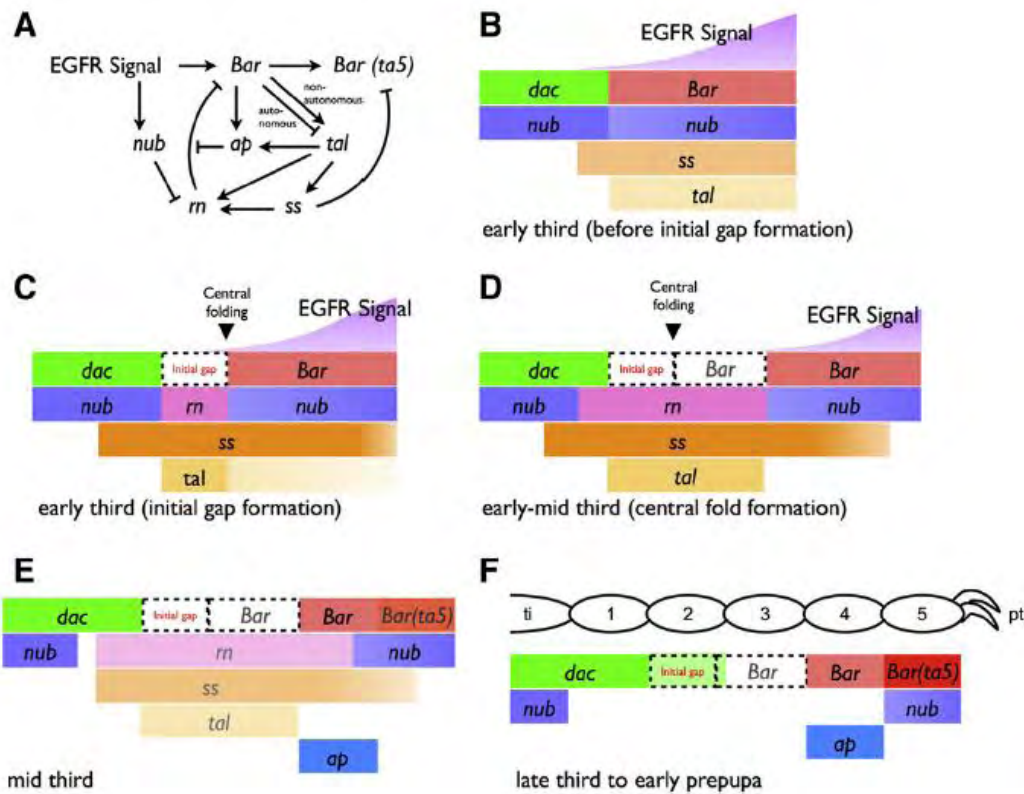 A
EGFR Signal Bar Bar (ta5)
non-
autonomous
auto-
nomous
nub ap tal
rn ss
B
EGFR Signal
dac Bar
nub nub
ss
tal
early third (before initial gap formation)
C
Central
folding
EGFR Signal
dac Initial gap Bar
nub rn nub
ss
tal
early third (initial gap formation)
D
Central
folding
EGFR Signal
dac Initial gap Bar Bar
nub rn nub
ss
tal
early-mid third (central fold formation)
E
dac Initial gap Bar Bar Bar(ta5)
nub rn nub
ss
tal
ap
mid third
F
ti 1 2 3 4 5 pt
dac Initial gap Bar Bar Bar(ta5)
nub nub
ap
late third to early prepupa